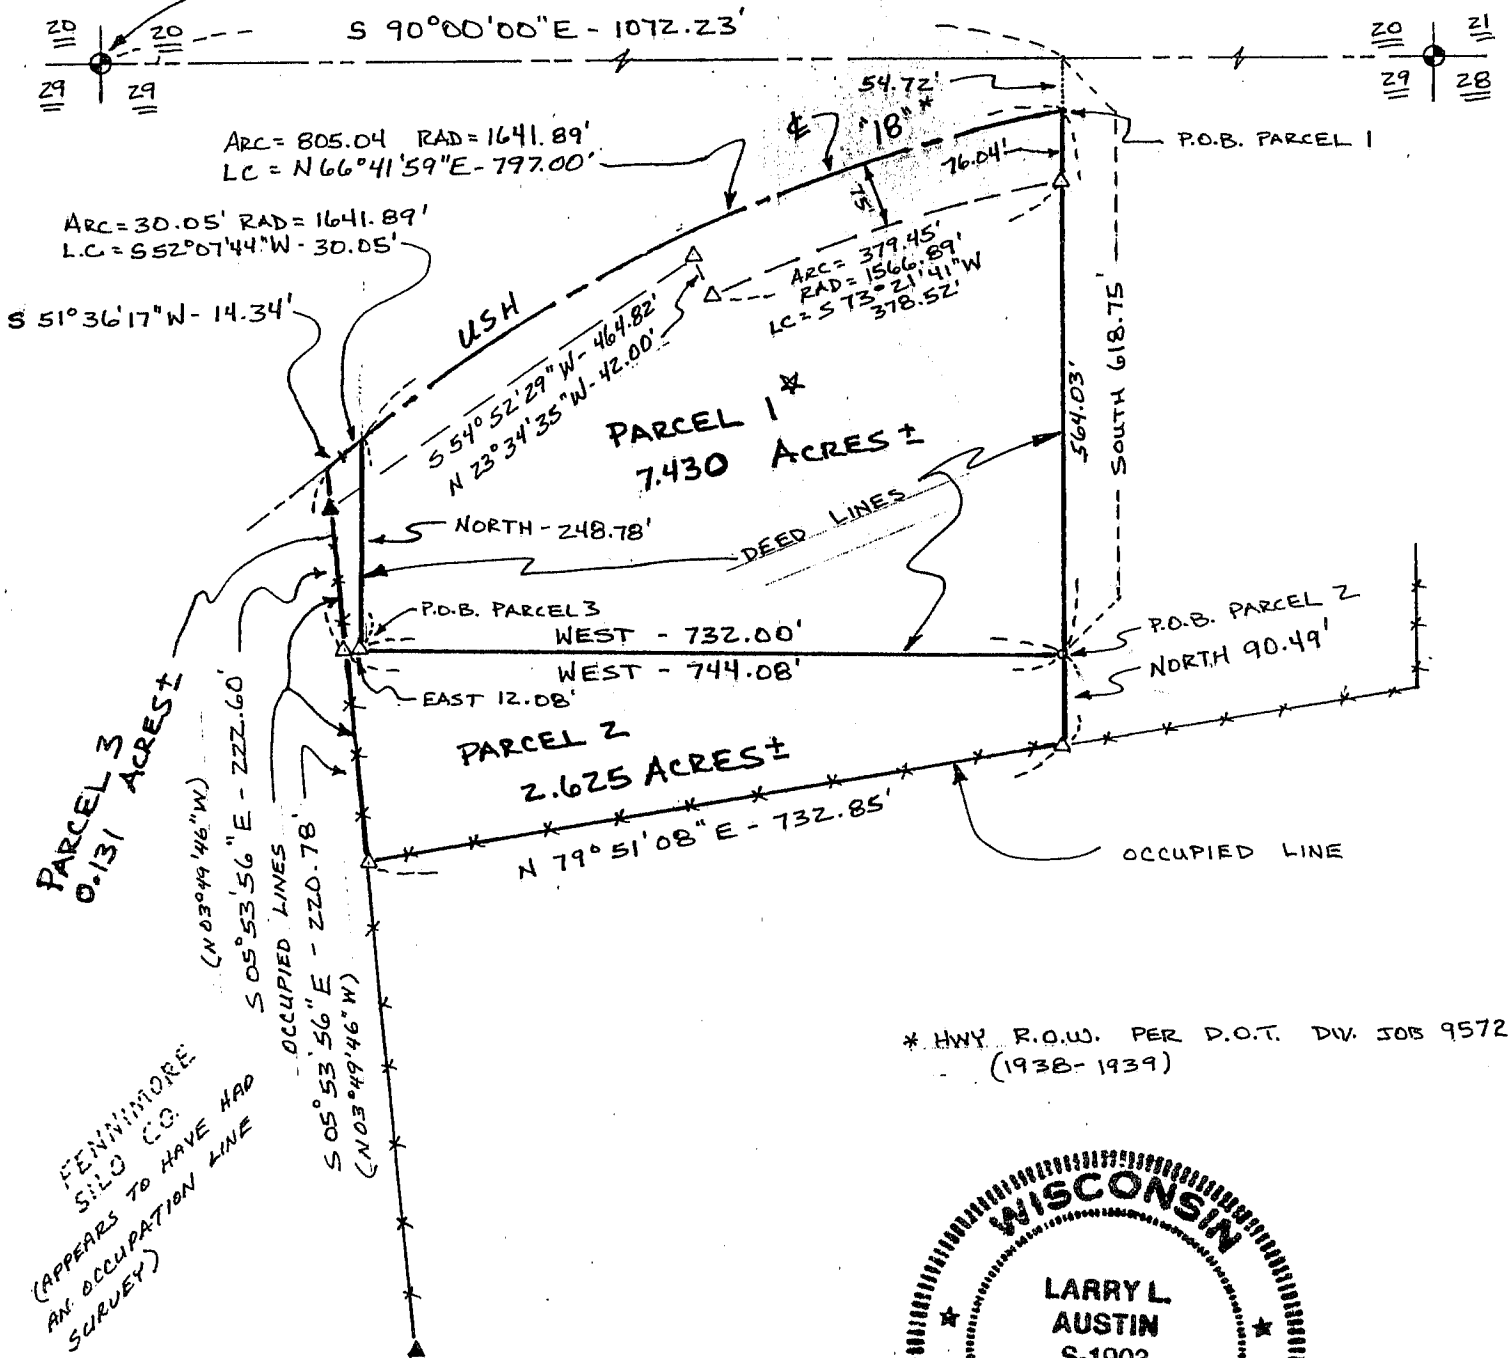 20
20
29
29
S 90°00'00"E - 1072.23'
20
21
29
28
54.72'
ARC = 805.04 RAD = 1641.89'
LC = N 66°41'59"E - 797.00'
℄
"18" *
76.04'
75'
P.O.B. PARCEL 1
ARC = 30.05' RAD = 1641.89'
L.C = S 52°07'44"W - 30.05'
S 51°36'17"W - 14.34'
USH
ARC = 379.45'
RAD = 1566.89'
LC = S 73°21'41"W
378.52'
S 54°52'29"W - 464.82'
N 23°34'35"W - 42.00'
PARCEL 1 *
7.430 ACRES ±
564.03'
SOUTH 618.75'
DEED LINES
NORTH - 248.78'
P.O.B. PARCEL 3
WEST - 732.00'
WEST - 744.08'
EAST 12.08'
P.O.B. PARCEL 2
NORTH 90.49'
PARCEL 2
2.625 ACRES±
N 79°51'08"E - 732.85'
OCCUPIED LINE
PARCEL 3
0.131 ACRES±
(N 03°49'46"W)
S 05°53'56"E - 222.60'
OCCUPIED LINES
S 05°53'56"E - 220.78'
(N 03°49'46"W)
FENNIMORE
SILO CO.
(APPEARS TO HAVE HAD
AN OCCUPATION LINE
SURVEY)
* HWY R.O.W. PER D.O.T. DIV. JOB 9572
(1938-1939)
WISCONSIN
LARRY L.
AUSTIN
S-1903